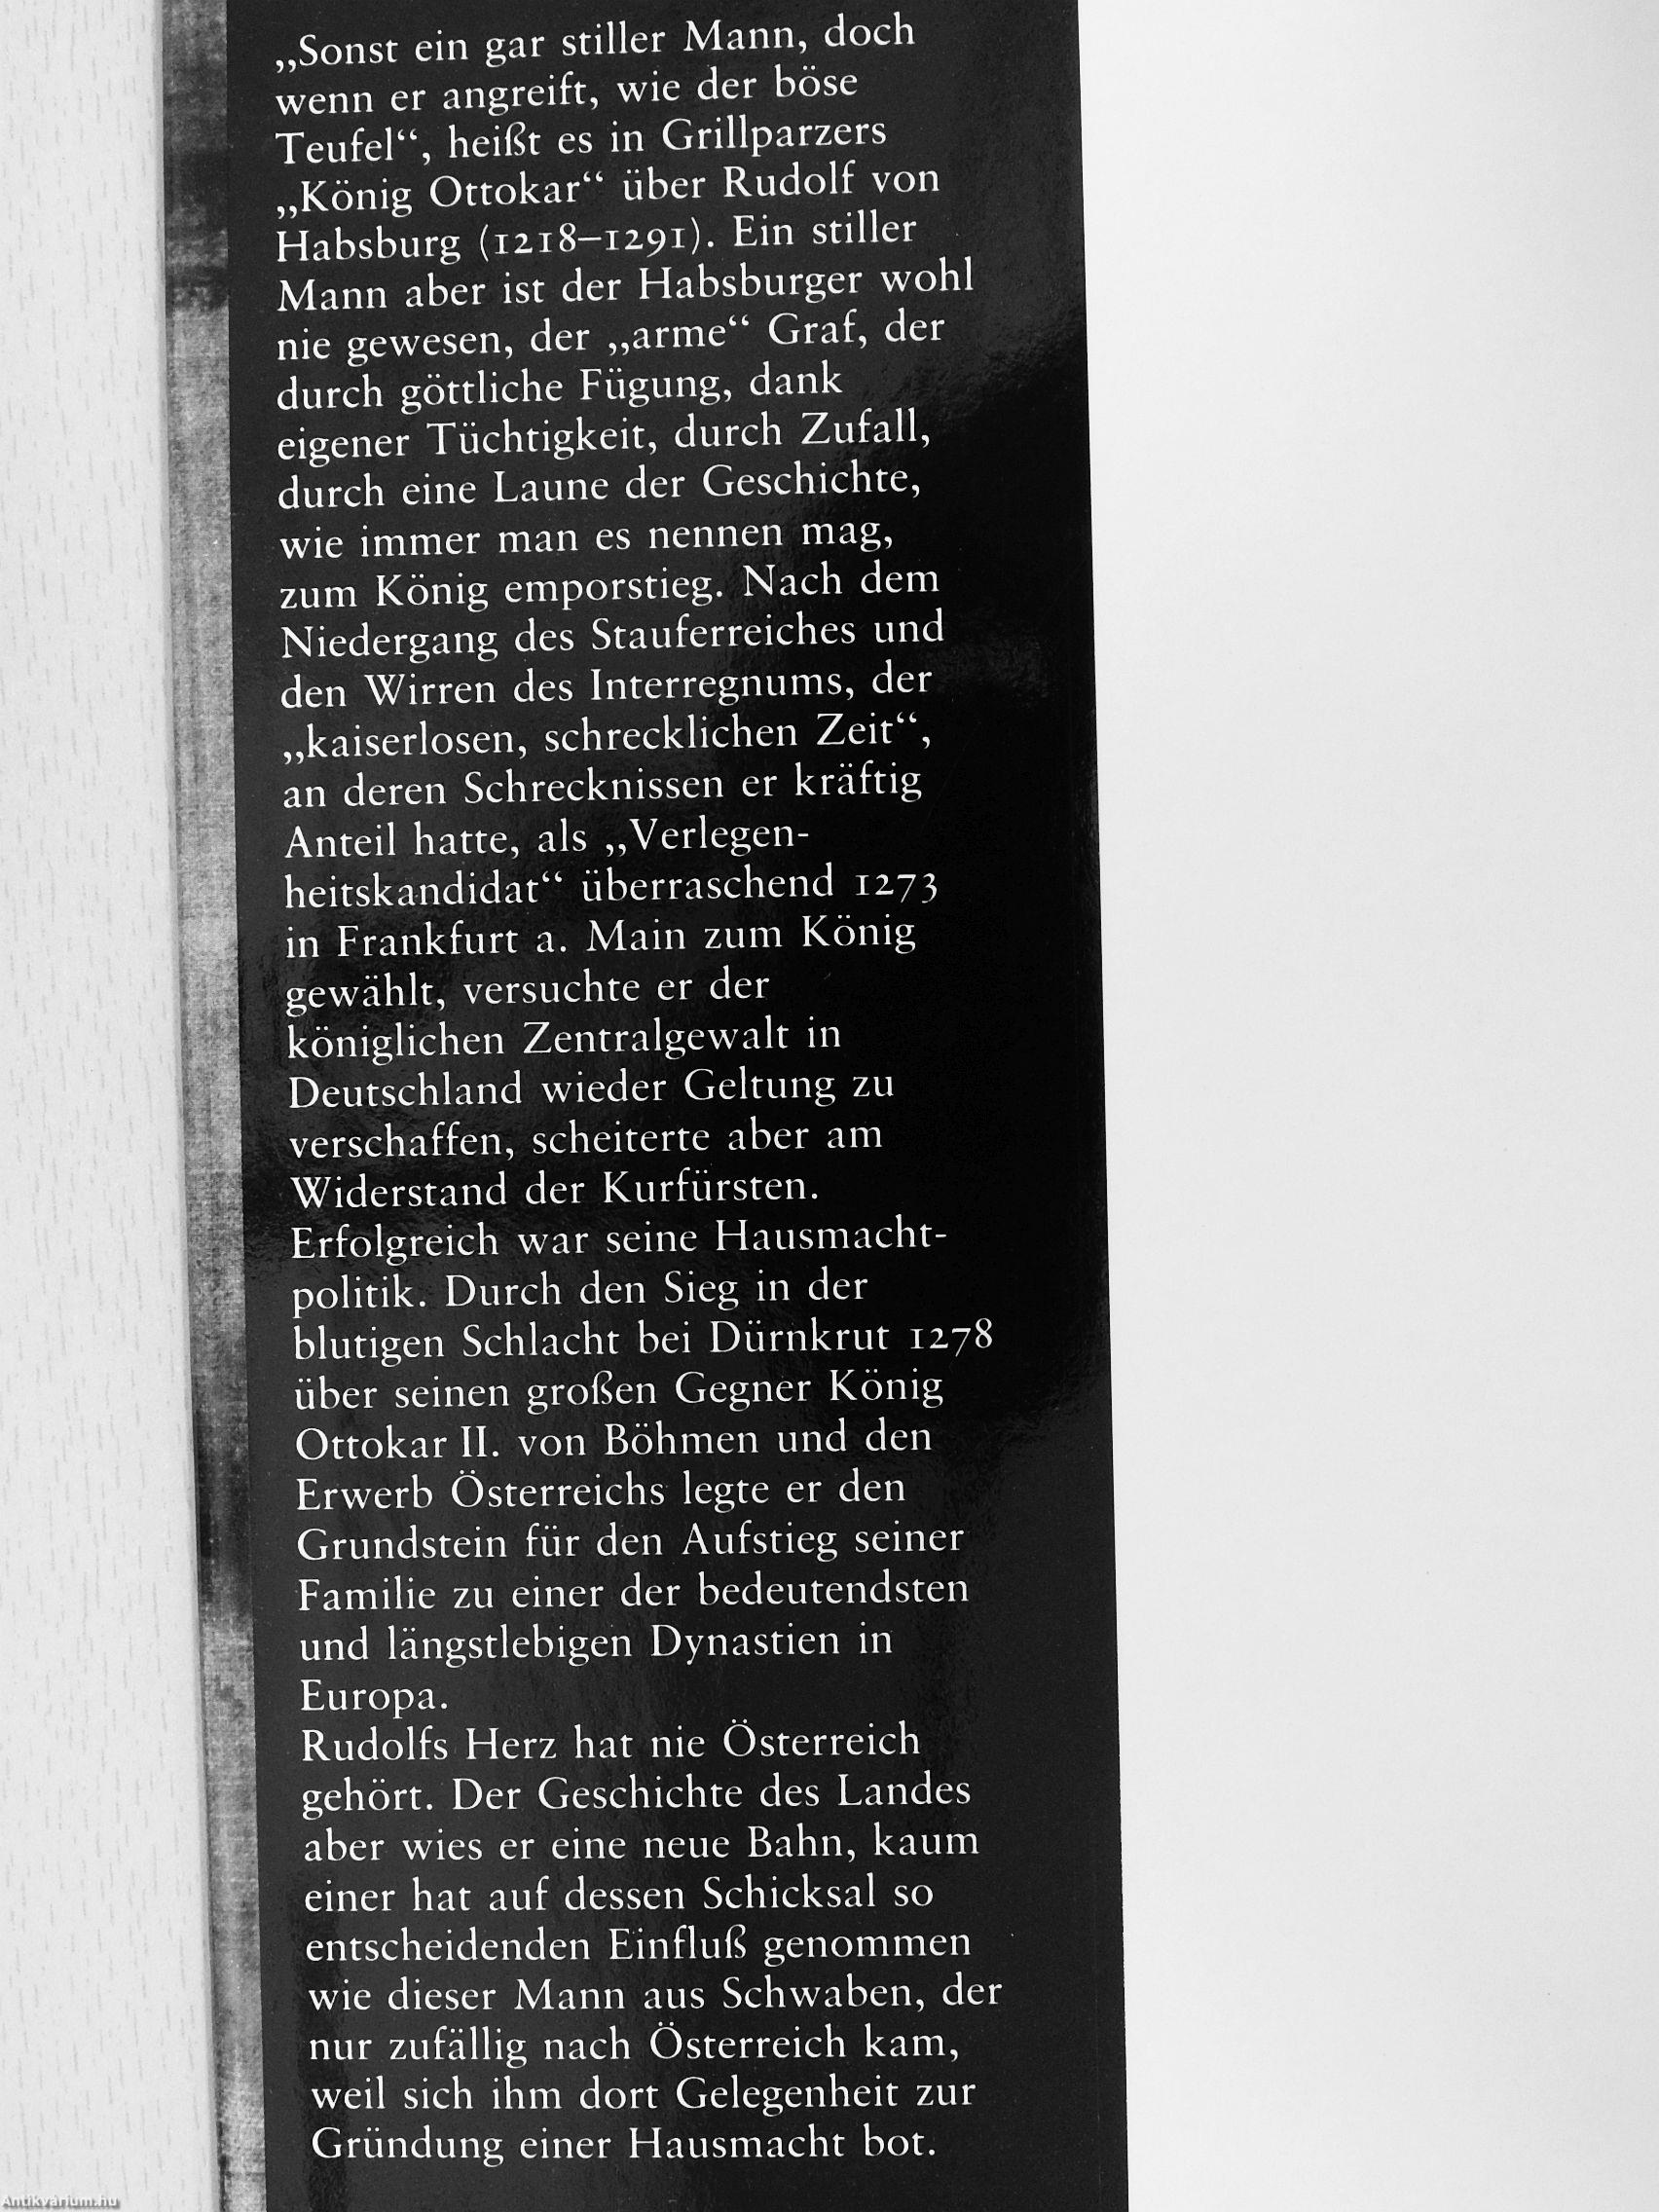 „Sonst ein gar stiller Mann, doch
wenn er angreift, wie der böse
Teufel“, heißt es in Grillparzers
„König Ottokar“ über Rudolf von
Habsburg (1218–1291). Ein stiller
Mann aber ist der Habsburger wohl
nie gewesen, der „arme“ Graf, der
durch göttliche Fügung, dank
eigener Tüchtigkeit, durch Zufall,
durch eine Laune der Geschichte,
wie immer man es nennen mag,
zum König emporstieg. Nach dem
Niedergang des Stauferreiches und
den Wirren des Interregnums, der
„kaiserlosen, schrecklichen Zeit“,
an deren Schrecknissen er kräftig
Anteil hatte, als „Verlegen-
heitskandidat“ überraschend 1273
in Frankfurt a. Main zum König
gewählt, versuchte er der
königlichen Zentralgewalt in
Deutschland wieder Geltung zu
verschaffen, scheiterte aber am
Widerstand der Kurfürsten.
Erfolgreich war seine Hausmacht-
politik. Durch den Sieg in der
blutigen Schlacht bei Dürnkrut 1278
über seinen großen Gegner König
Ottokar II. von Böhmen und den
Erwerb Österreichs legte er den
Grundstein für den Aufstieg seiner
Familie zu einer der bedeutendsten
und längstlebigen Dynastien in
Europa.
Rudolfs Herz hat nie Österreich
gehört. Der Geschichte des Landes
aber wies er eine neue Bahn, kaum
einer hat auf dessen Schicksal so
entscheidenden Einfluß genommen
wie dieser Mann aus Schwaben, der
nur zufällig nach Österreich kam,
weil sich ihm dort Gelegenheit zur
Gründung einer Hausmacht bot.
Antikvarium.hu